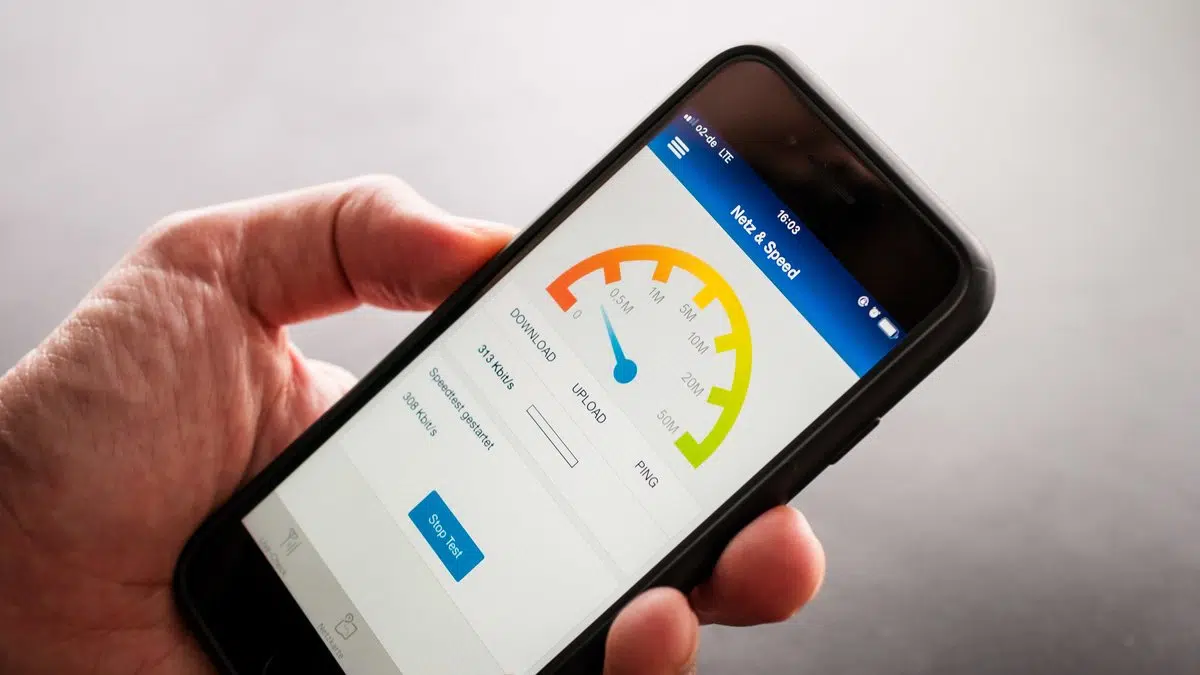 o2-de LTE
16:03
Netz & Speed
0
0,5M
1M
5M
10M
20M
50M
DOWNLOAD
UPLOAD
PING
313 Kbit/s
Speedtest gestartet
308 Kbit/s
Stop Test
Netzkarte